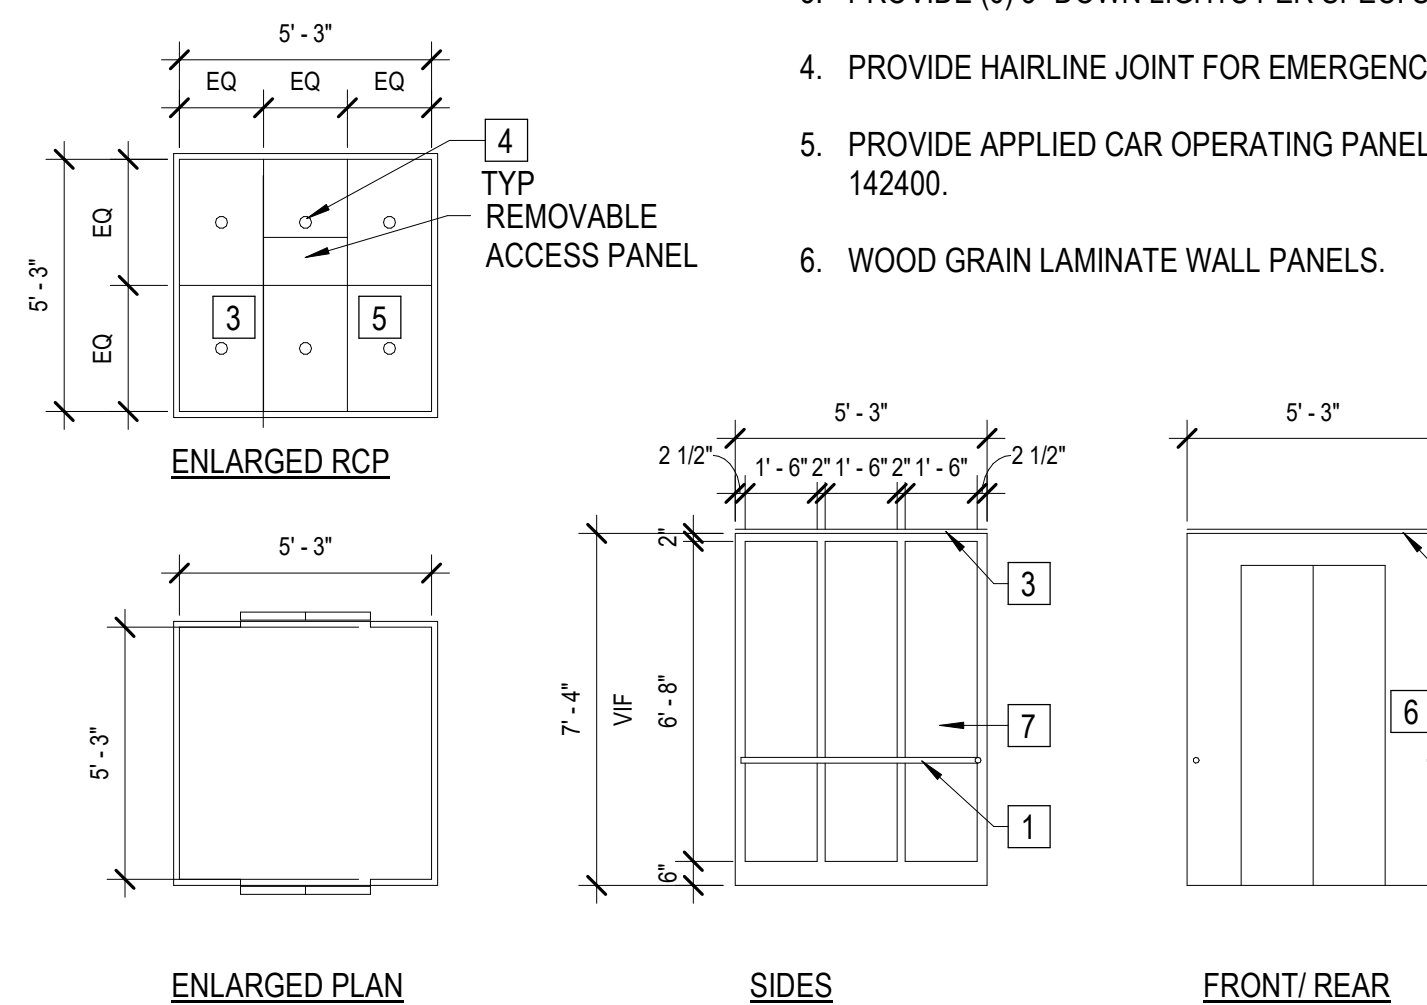 4. PROVIDE HAIRLINE JOINT FOR EMERGENC
5. PROVIDE APPLIED CAR OPERATING PANEL
142400.
6. WOOD GRAIN LAMINATE WALL PANELS.
5' - 3"
EQ EQ EQ
4
TYP
REMOVABLE
ACCESS PANEL
5' - 3"
EQ
EQ
3
5
ENLARGED RCP
5' - 3"
5' - 3"
ENLARGED PLAN
5' - 3"
2 1/2" 1' - 6" 2" 1' - 6" 2" 1' - 6" 2 1/2"
2"
3
7' - 4"
VIF
6' - 8"
7
1
6"
SIDES
5' - 3"
6
FRONT/ REAR